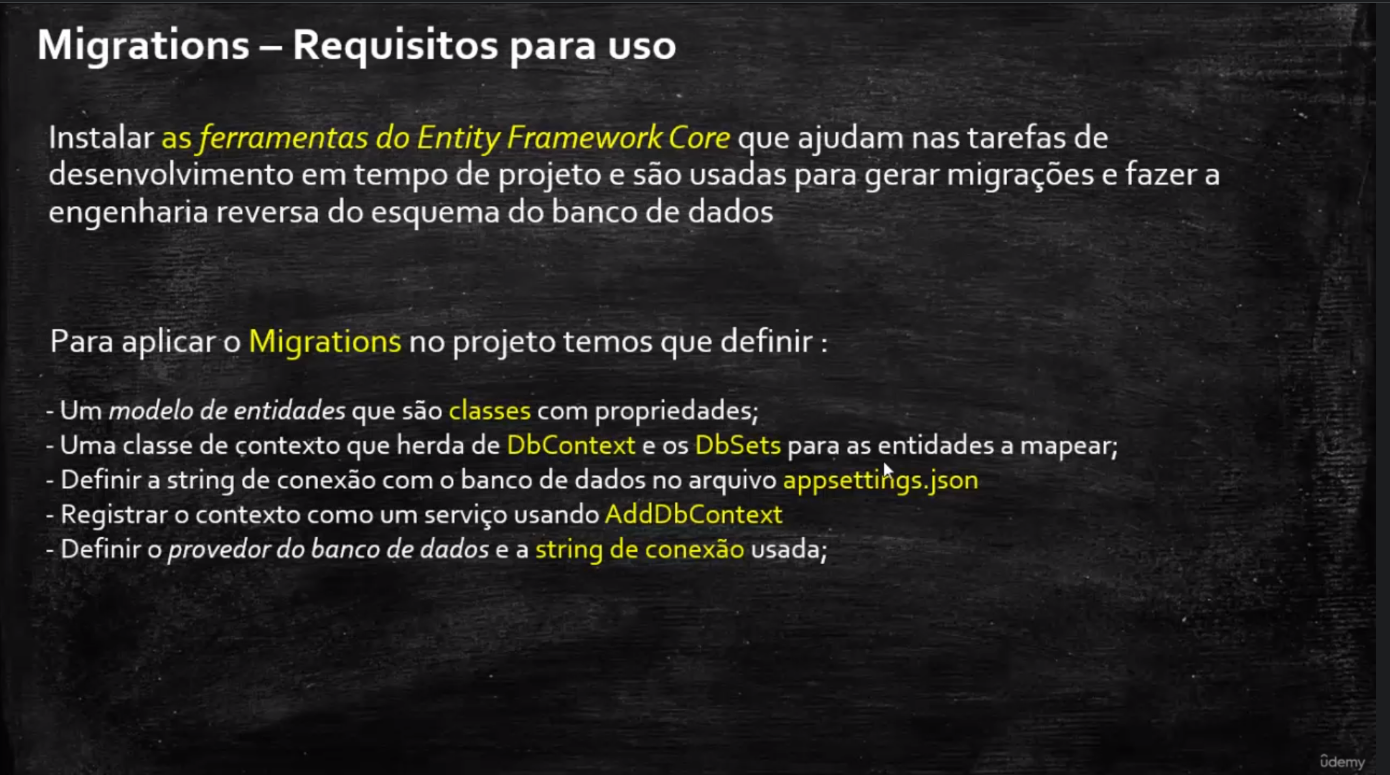 Migrations – Requisitos para uso
Instalar as ferramentas do Entity Framework Core que ajudam nas tarefas de
desenvolvimento em tempo de projeto e são usadas para gerar migrações e fazer a
engenharia reversa do esquema do banco de dados
Para aplicar o Migrations no projeto temos que definir :
- Um modelo de entidades que são classes com propriedades;
- Uma classe de contexto que herda de DbContext e os DbSets para as entidades a mapear;
- Definir a string de conexão com o banco de dados no arquivo appsettings.json
- Registrar o contexto como um serviço usando AddDbContext
- Definir o provedor do banco de dados e a string de conexão usada;
ûdemy